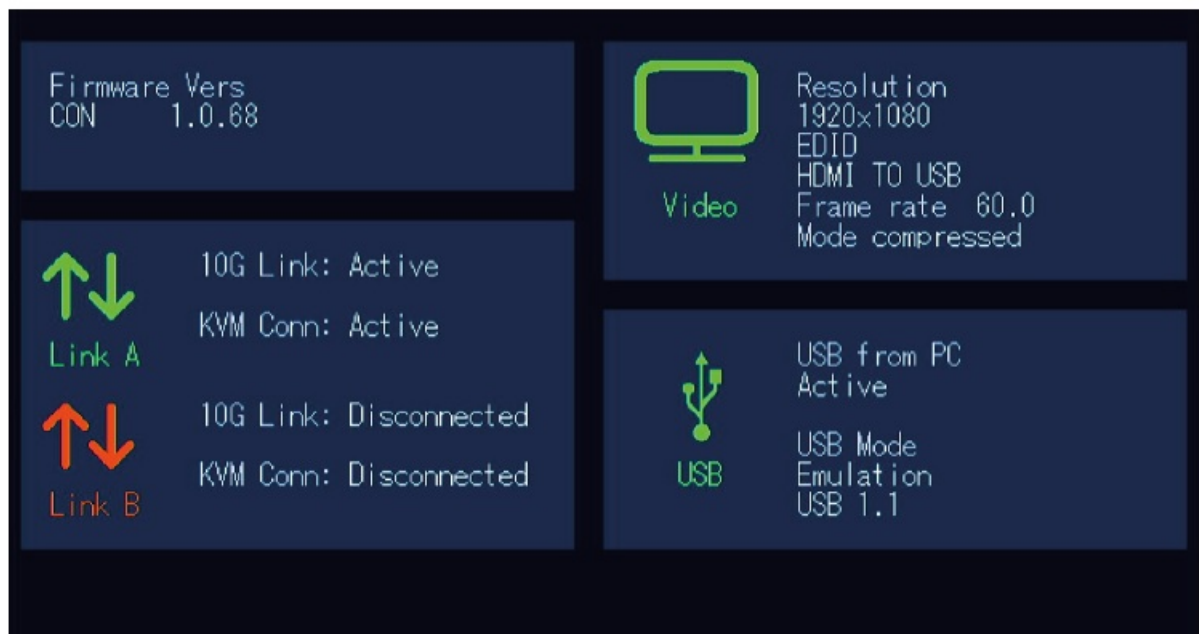 Firmware Vers
CON 1.0.68
10G Link: Active
KVM Conn: Active
Link A
10G Link: Disconnected
KVM Conn: Disconnected
Link B
Resolution
1920x1080
EDID
HDMI TO USB
Frame rate 60.0
Mode compressed
Video
USB from PC
Active
USB Mode
Emulation
USB 1.1
USB